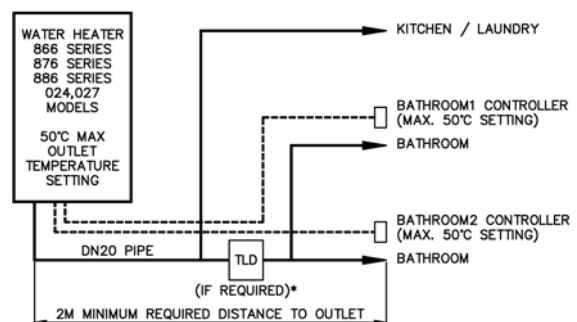 WATER HEATER
866 SERIES
876 SERIES
886 SERIES
024,027
MODELS
50°C MAX
OUTLET
TEMPERATURE
SETTING
KITCHEN / LAUNDRY
BATHROOM1 CONTROLLER
(MAX. 50°C SETTING)
BATHROOM
BATHROOM2 CONTROLLER
(MAX. 50°C SETTING)
DN20 PIPE
TLD
BATHROOM
(IF REQUIRED)*
2M MINIMUM REQUIRED DISTANCE TO OUTLET